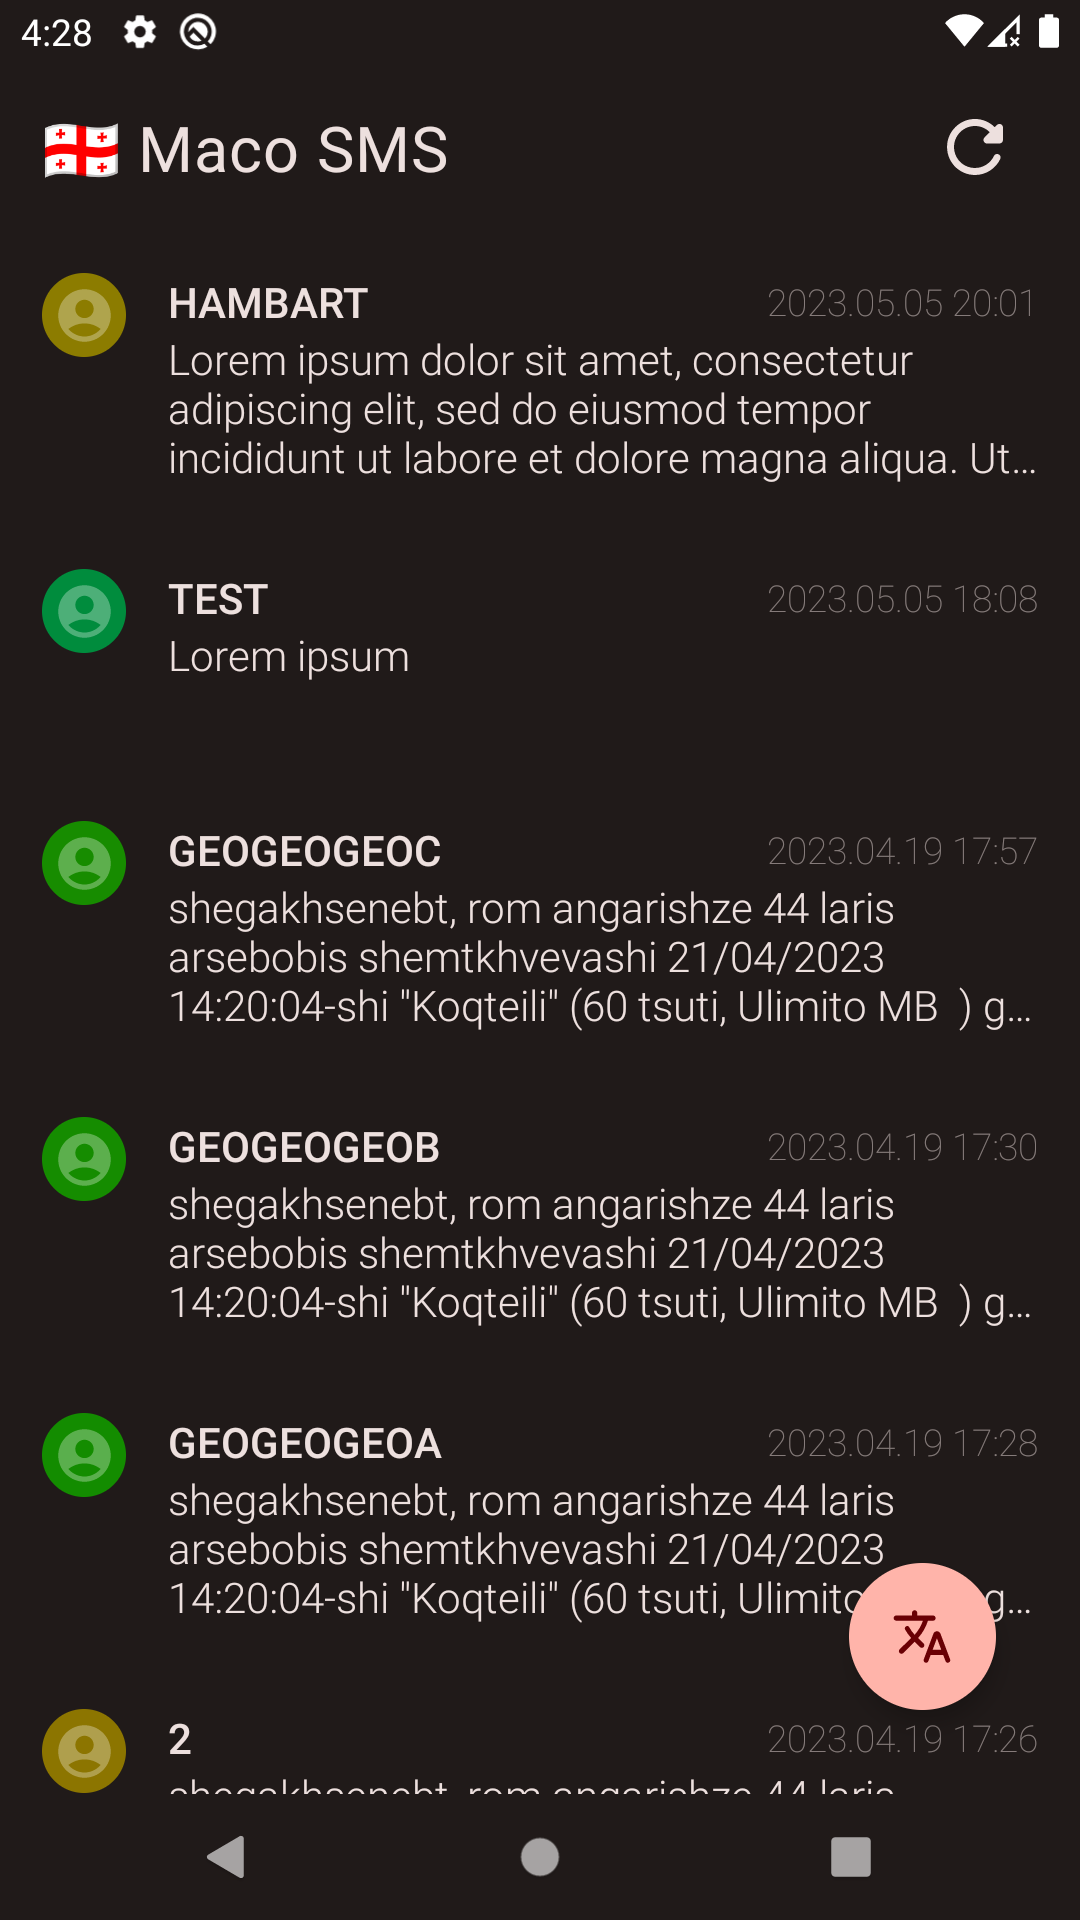 4:28
🇬🇪 Maco SMS
HAMBART 2023.05.05 20:01
Lorem ipsum dolor sit amet, consectetur
adipiscing elit, sed do eiusmod tempor
incididunt ut labore et dolore magna aliqua. Ut...
TEST 2023.05.05 18:08
Lorem ipsum
GEOGEOGEOC 2023.04.19 17:57
shegakhsenebt, rom angarishze 44 laris
arsebobis shemtkhvevashi 21/04/2023
14:20:04-shi "Koqteili" (60 tsuti, Ulimito MB  ) g...
GEOGEOGEOB 2023.04.19 17:30
shegakhsenebt, rom angarishze 44 laris
arsebobis shemtkhvevashi 21/04/2023
14:20:04-shi "Koqteili" (60 tsuti, Ulimito MB  ) g...
GEOGEOGEOA 2023.04.19 17:28
shegakhsenebt, rom angarishze 44 laris
arsebobis shemtkhvevashi 21/04/2023
14:20:04-shi "Koqteili" (60 tsuti, Ulimito g...
2 2023.04.19 17:26
shegakhsenebt, rom angarishze 44 laris